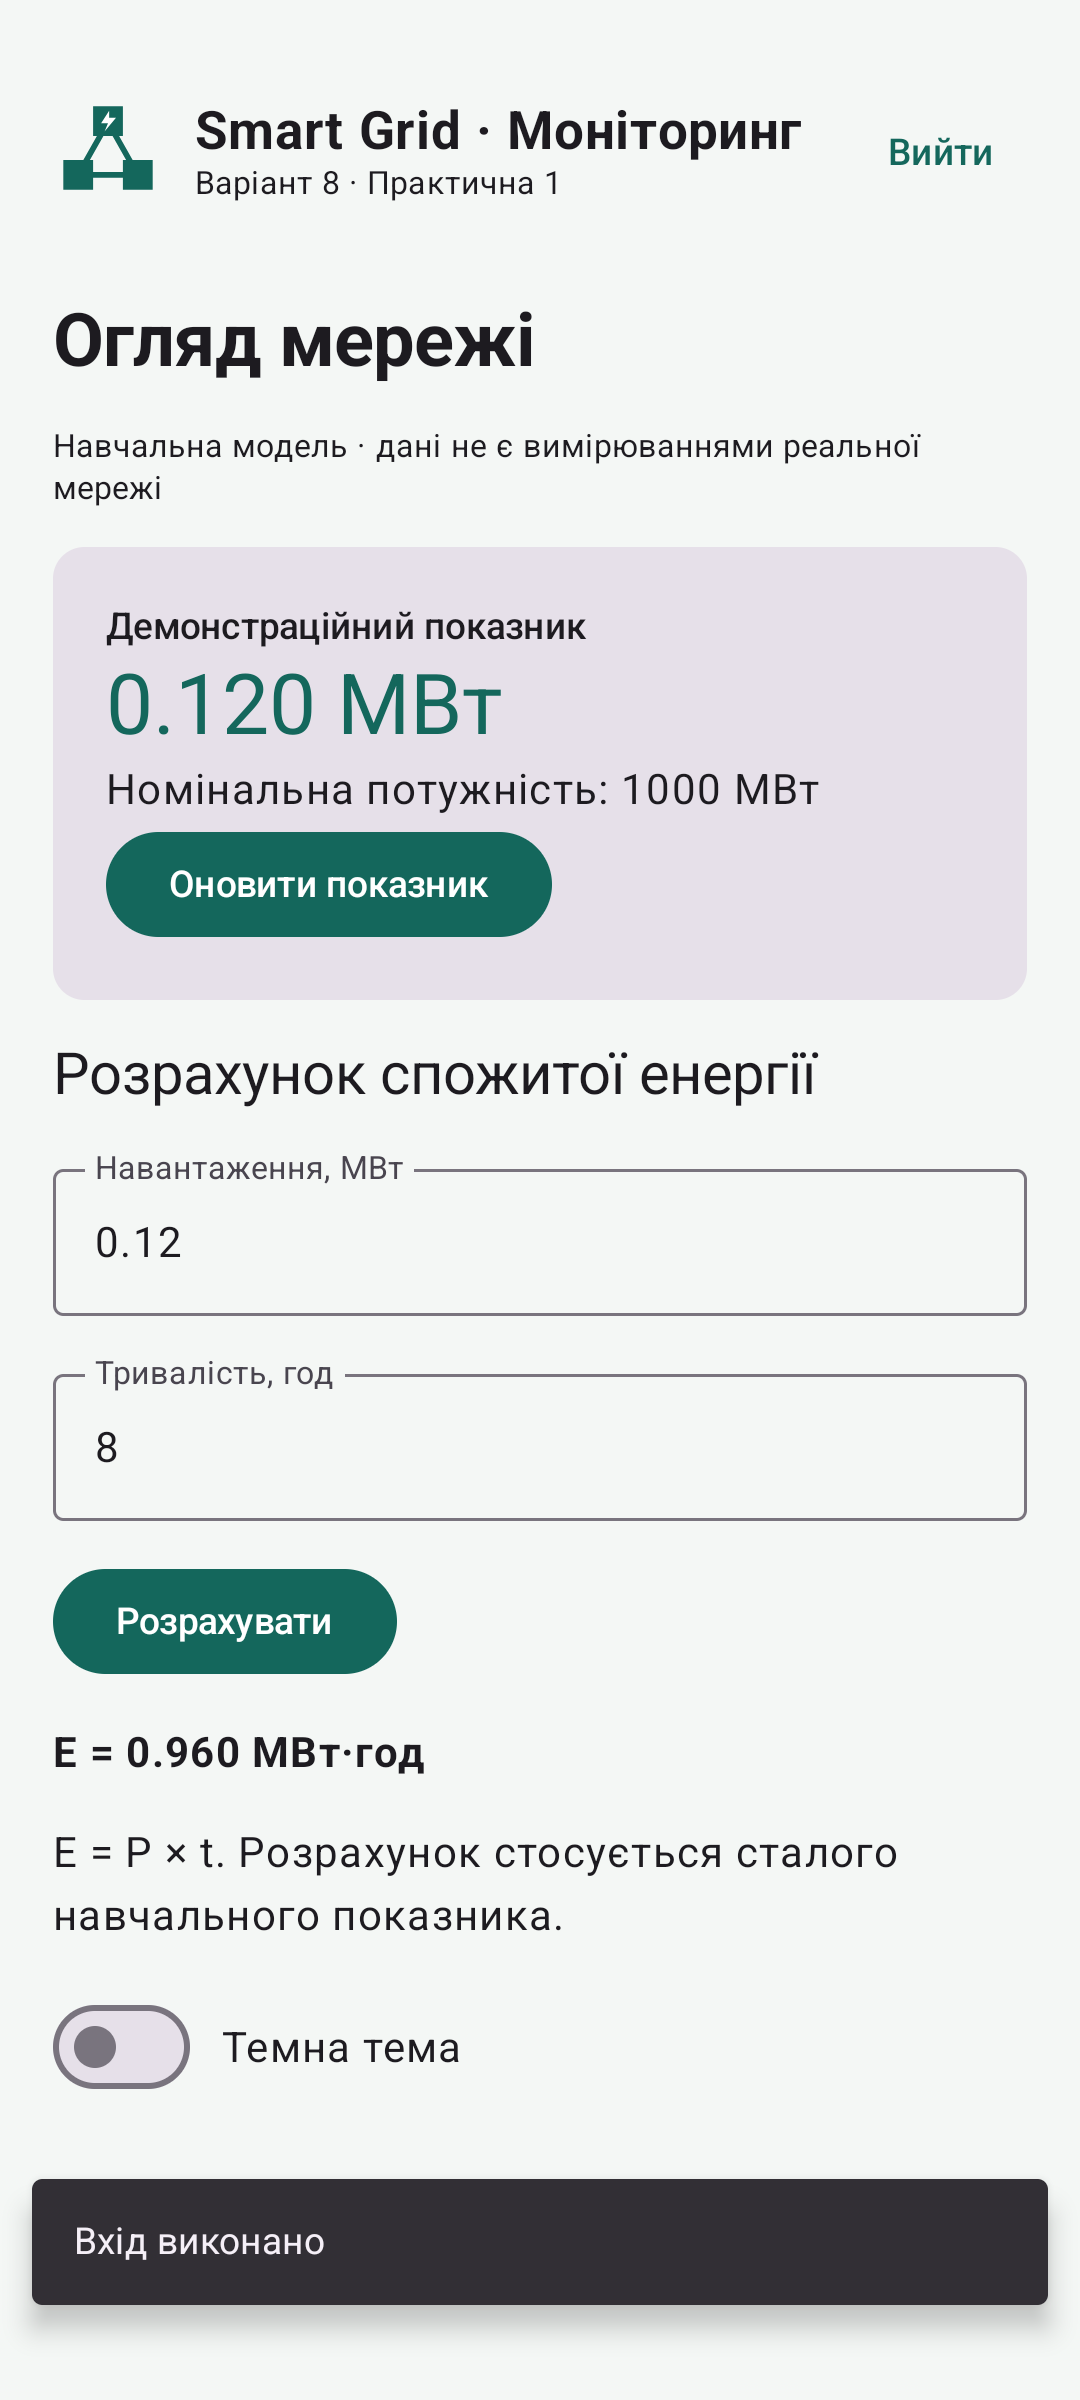 Smart Grid · Моніторинг
Варіант 8 · Практична 1
Вийти
Огляд мережі
Навчальна модель · дані не є вимірюваннями реальної
мережі
Демонстраційний показник
0.120 МВт
Номінальна потужність: 1000 МВт
Оновити показник
Розрахунок спожитої енергії
Навантаження, МВт
0.12
Тривалість, год
8
Розрахувати
E = 0.960 МВт·год
E = P × t. Розрахунок стосується сталого
навчального показника.
Темна тема
Вхід виконано